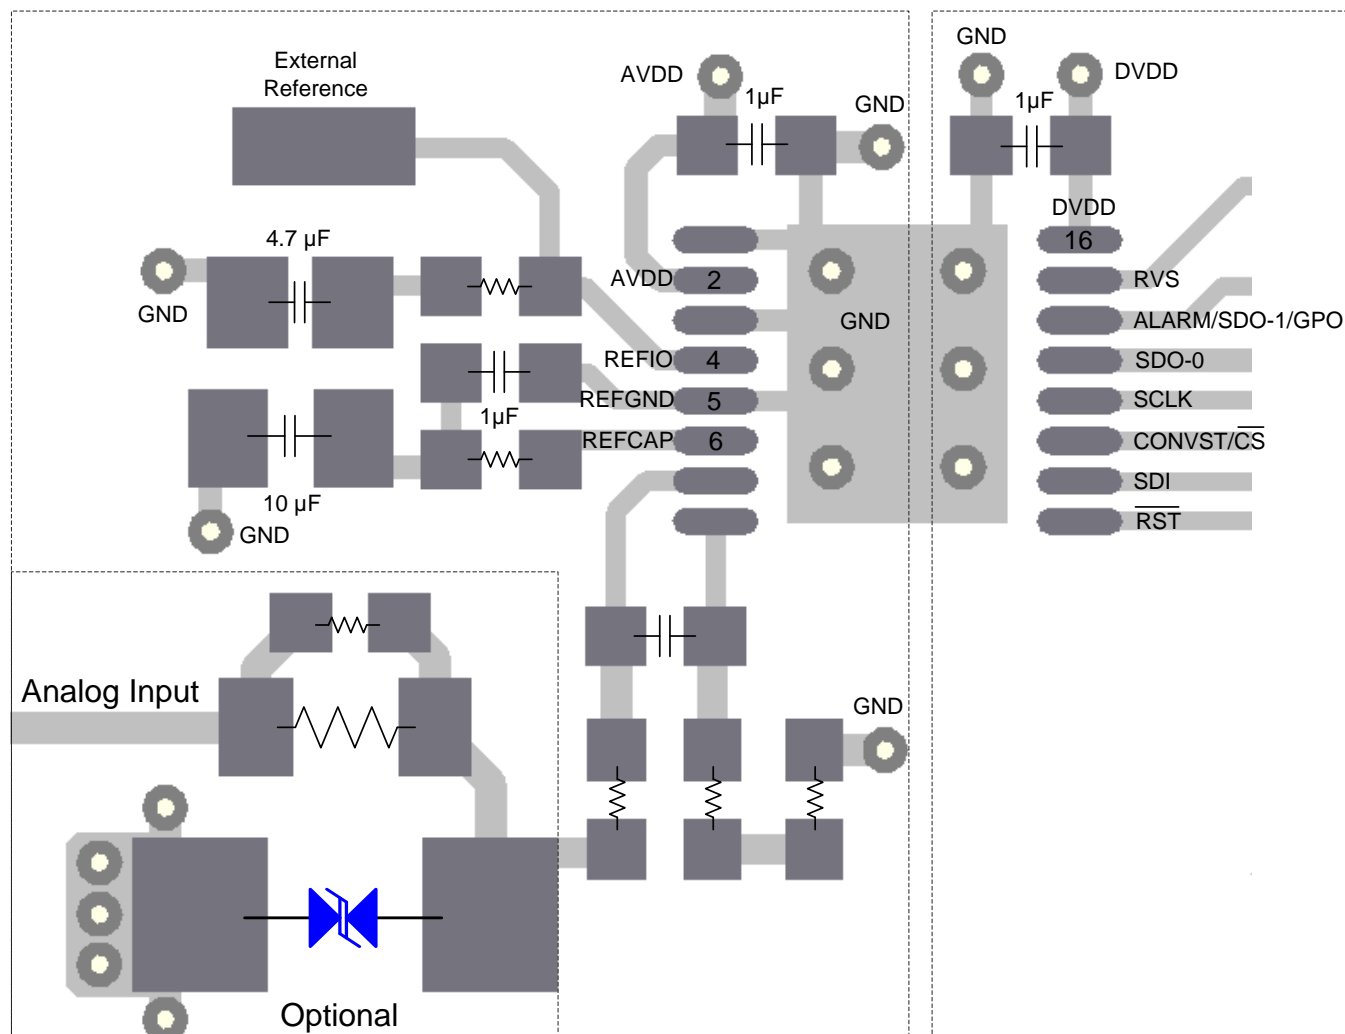 External
Reference
AVDD
1µF
GND
GND
1µF
DVDD
4.7 µF
GND
AVDD
2
DVDD
16
RVS
GND
ALARM/SDO-1/GPO
REFIO
4
SDO-0
REFGND
5
SCLK
1µF
REFCAP
6
CONVST/C̅S̅
SDI
10 µF
GND
R̅S̅T̅
Analog Input
GND
Optional